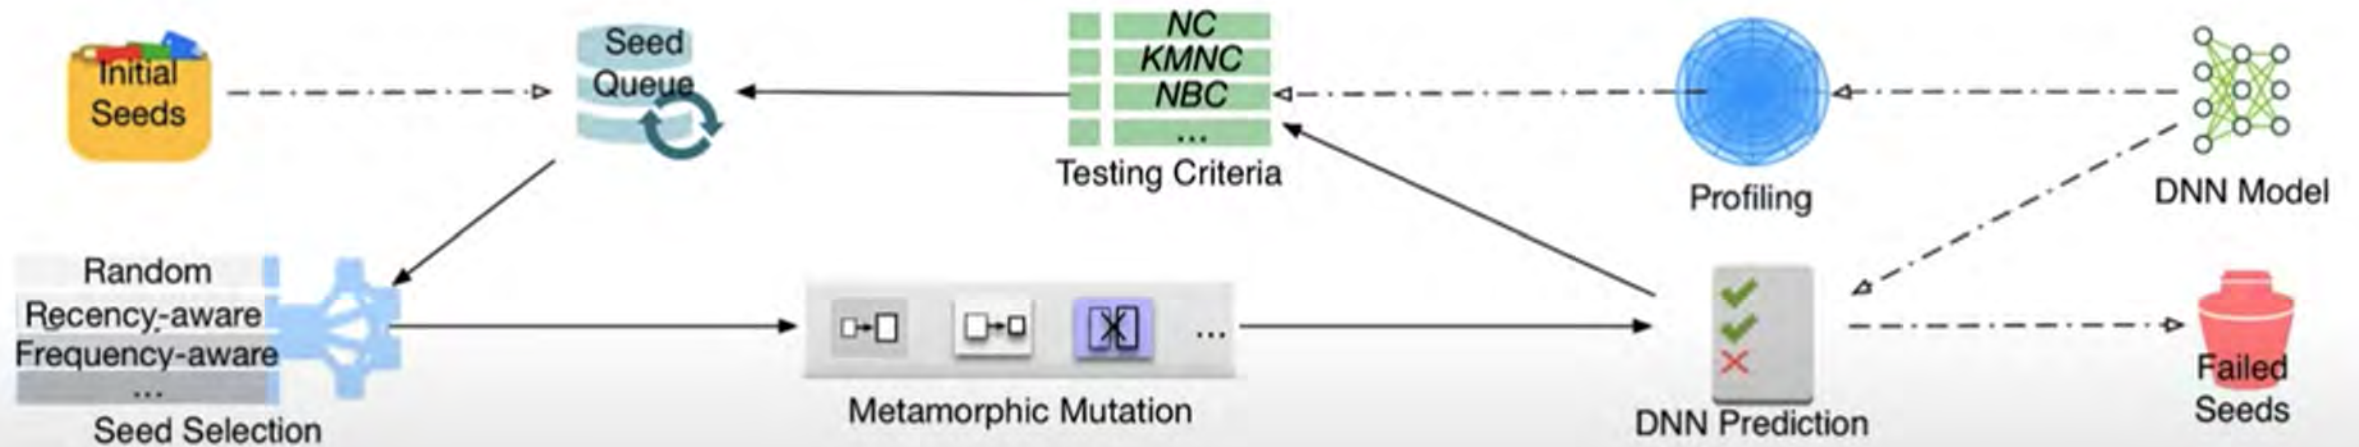 Initial
Seeds
Seed
Queue
NC
KMNC
NBC
...
Testing Criteria
Profiling
DNN Model
Random
Recency-aware
Frequency-aware
...
Seed Selection
...
Metamorphic Mutation
DNN Prediction
Failed
Seeds